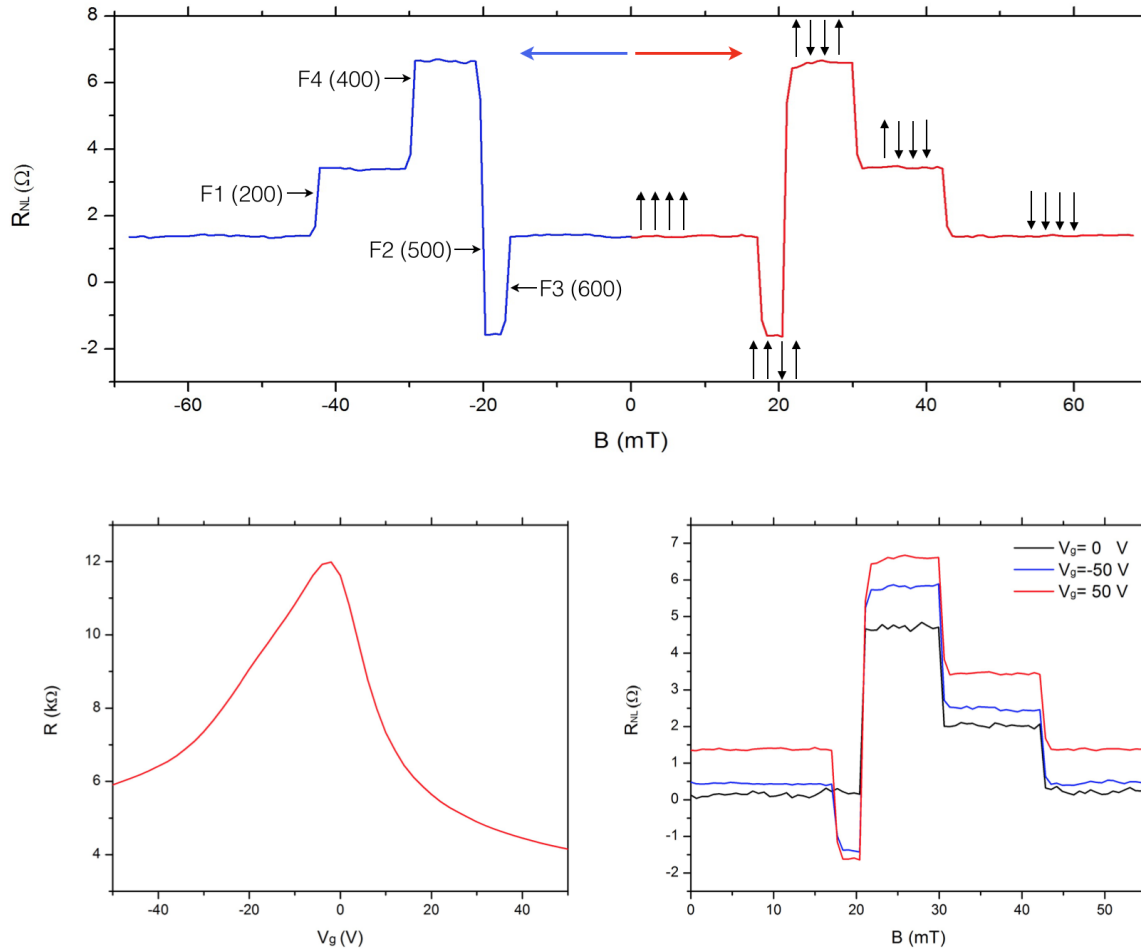 8
6
4
2
0
-2
R_NL (Ω)
F4 (400)
F1 (200)
F2 (500)
F3 (600)
-60 -40 -20 0 20 40 60
B (mT)
12
10
8
6
4
R (kΩ)
-40 -20 0 20 40
V_g (V)
7
6
5
4
3
2
1
0
-1
-2
R_NL(Ω)
V_g= 0 V
V_g=-50 V
V_g= 50 V
0 10 20 30 40 50
B (mT)